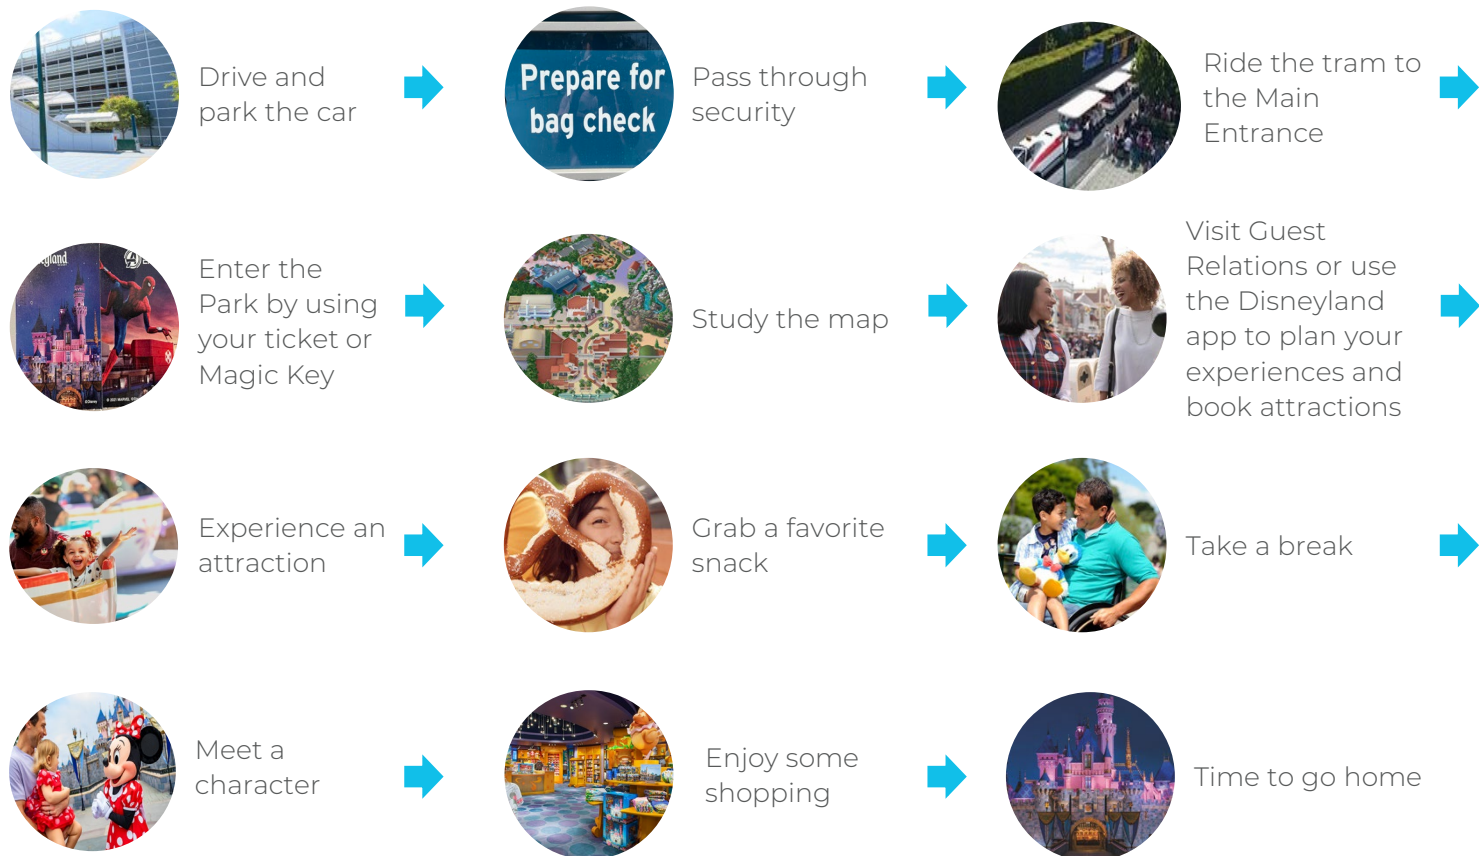 Drive and
park the car
Prepare for
bag check
Pass through
security
Ride the tram to
the Main
Entrance
Enter the
Park by using
your ticket or
Magic Key
Study the map
Visit Guest
Relations or use
the Disneyland
app to plan your
experiences and
book attractions
Experience an
attraction
Grab a favorite
snack
Take a break
Meet a
character
Enjoy some
shopping
Time to go home